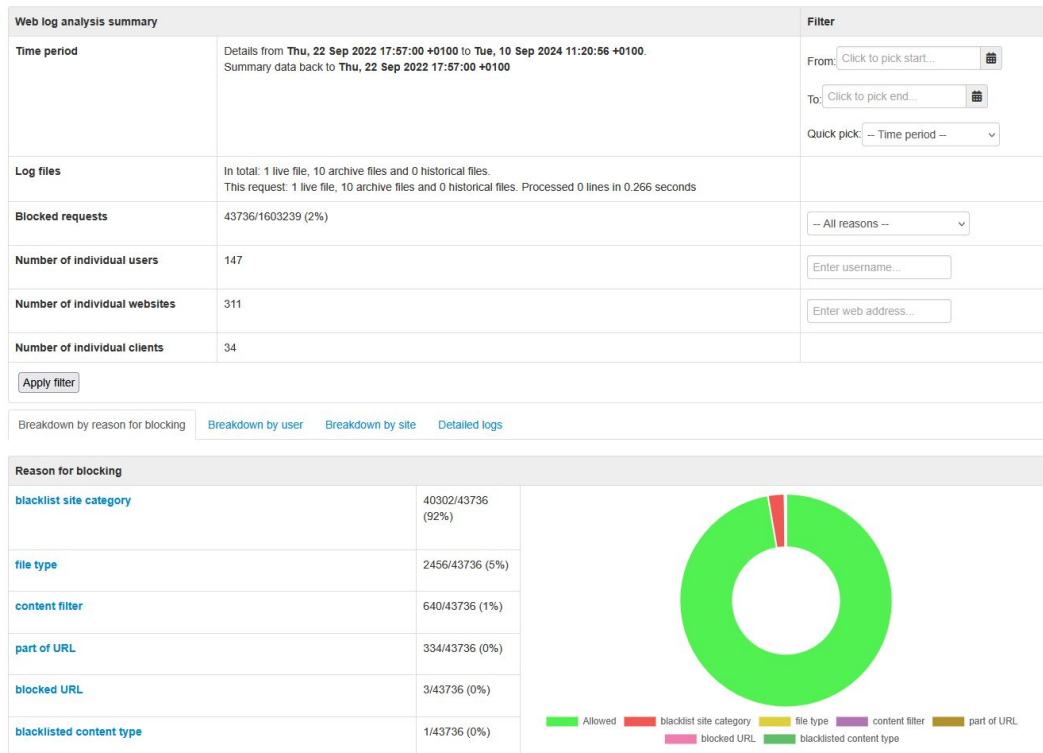 Web log analysis summary
Filter
Time period
Details from Thu, 22 Sep 2022 17:57:00 +0100 to Tue, 10 Sep 2024 11:20:56 +0100.
Summary data back to Thu, 22 Sep 2022 17:57:00 +0100
From: Click to pick start...
To: Click to pick end...
Quick pick: -- Time period --
Log files
In total: 1 live file, 10 archive files and 0 historical files.
This request: 1 live file, 10 archive files and 0 historical files. Processed 0 lines in 0.266 seconds
Blocked requests
43736/1603239 (2%)
-- All reasons --
Number of individual users
147
Enter username...
Number of individual websites
311
Enter web address...
Number of individual clients
34
Apply filter
Breakdown by reason for blocking
Breakdown by user
Breakdown by site
Detailed logs
Reason for blocking
blacklist site category
40302/43736
(92%)
file type
2456/43736 (5%)
content filter
640/43736 (1%)
part of URL
334/43736 (0%)
blocked URL
3/43736 (0%)
blacklisted content type
1/43736 (0%)
Allowed blacklist site category file type content filter part of URL
blocked URL blacklisted content type